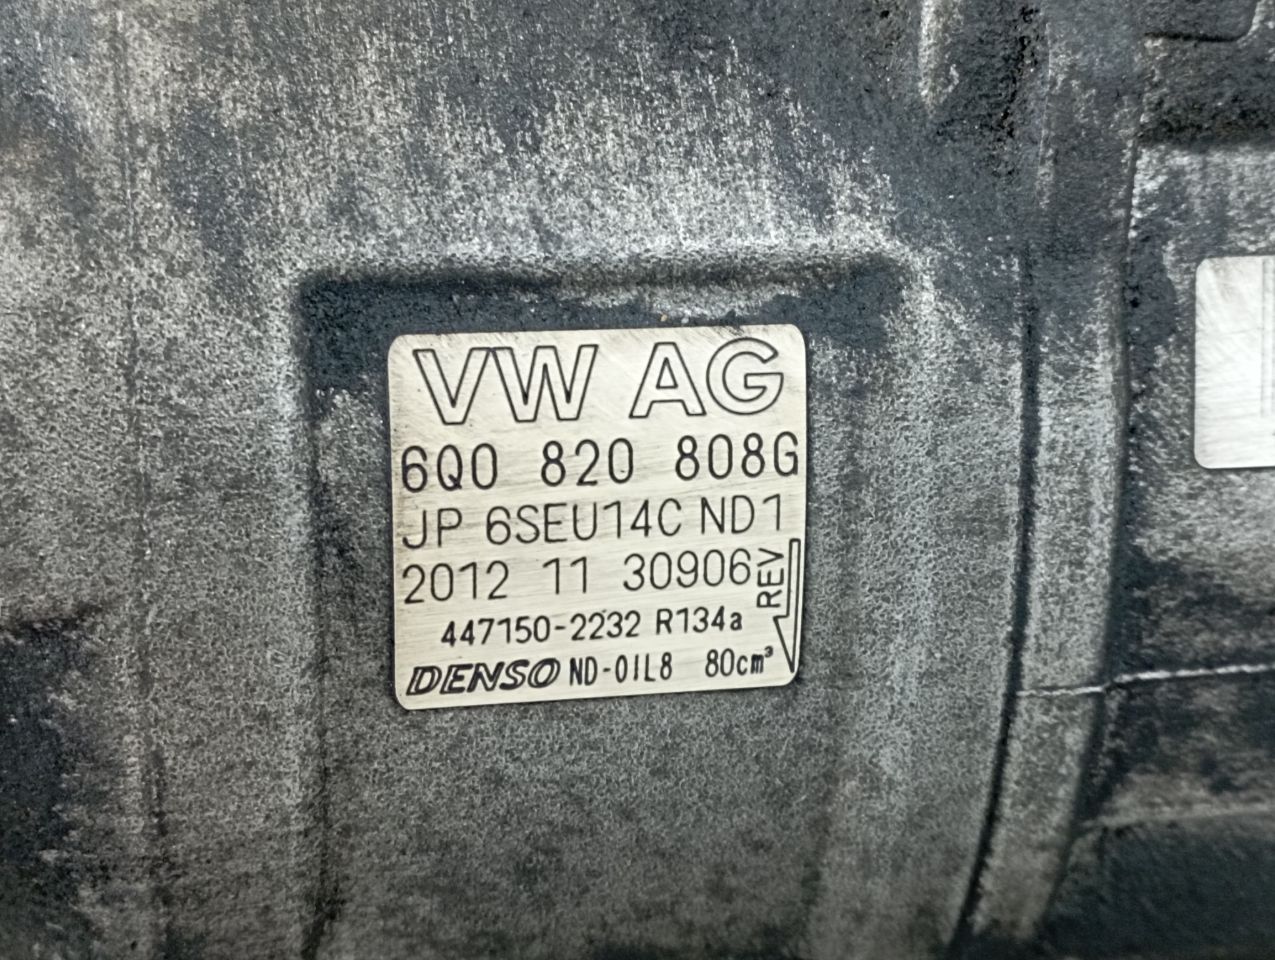 VW AG
6Q0 820 808G
JP 6SEU14C ND1
2012 11 30906
REV
447150-2232 R134a
DENSO ND-OIL8 80cm³